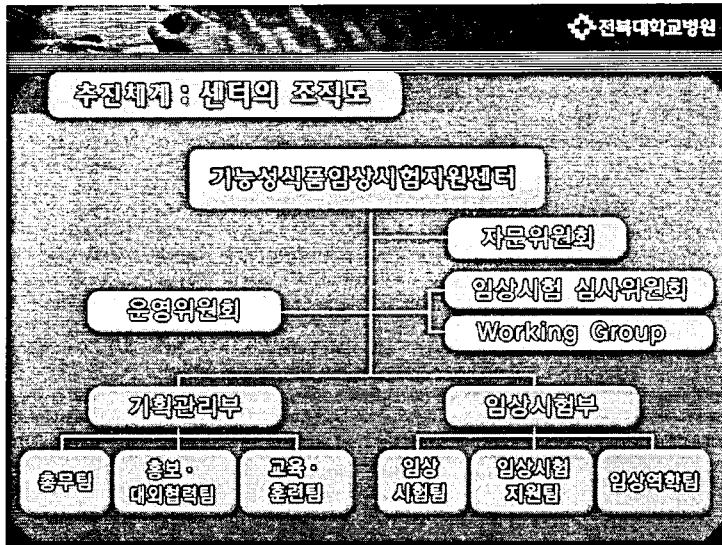 전북대학교병원
추진체계 : 센터의 조직도
기능성식품임상시험지원센터
자문위원회
운영위원회
임상시험 심사위원회
Working Group
기획관리부
임상시험부
총무팀
홍보·
대외협력팀
교육·
훈련팀
임상
시험팀
임상시험
지원팀
임상역학팀